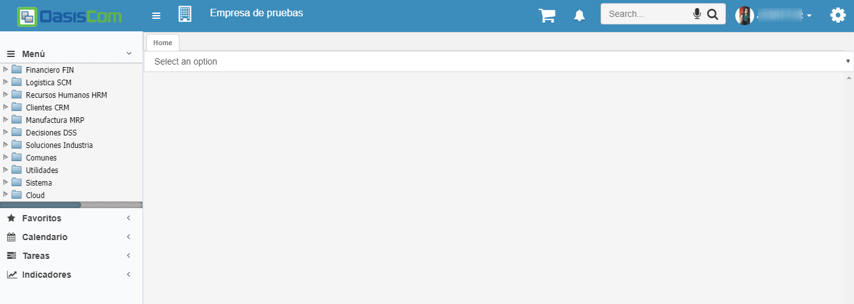 OasisCom
Empresa de pruebas
Search...
Menú
Financiero FIN
Logistica SCM
Recursos Humanos HRM
Clientes CRM
Manufactura MRP
Decisiones DSS
Soluciones Industria
Comunes
Utilidades
Sistema
Cloud
Favoritos
Calendario
Tareas
Indicadores
Home
Select an option